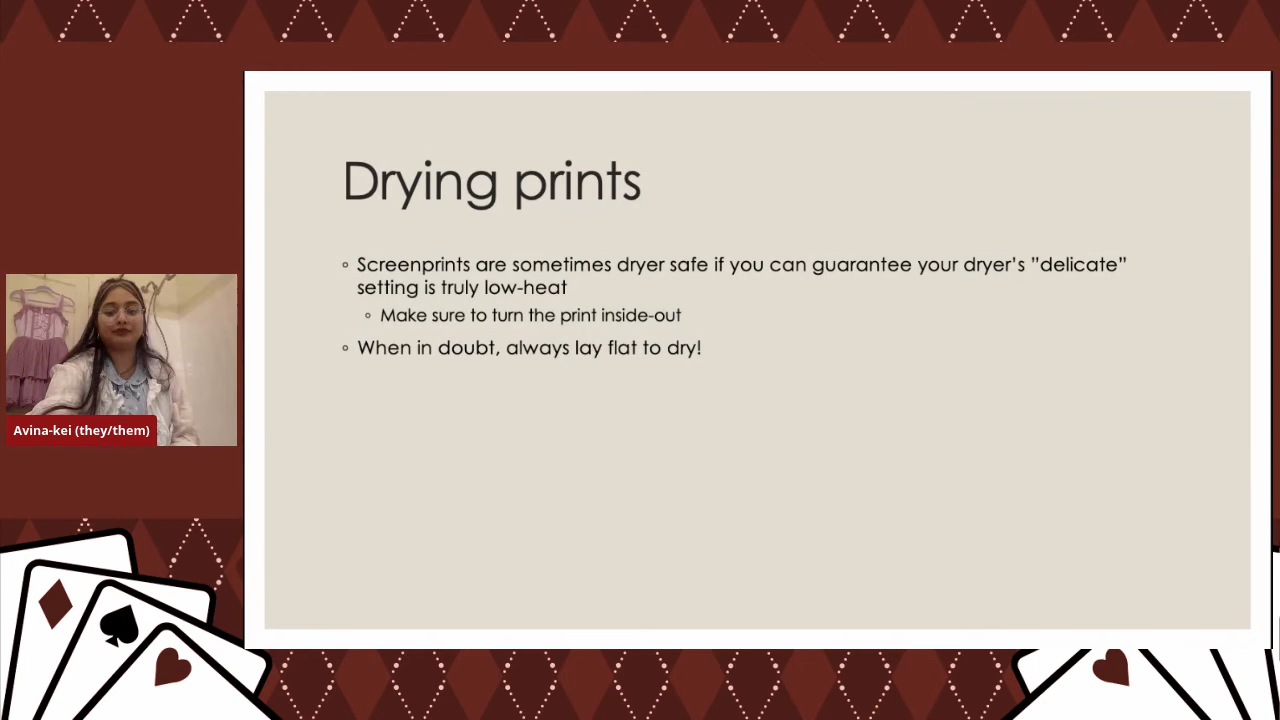 Drying prints
◦ Screenprints are sometimes dryer safe if you can guarantee your dryer’s ”delicate”
setting is truly low-heat
◦ Make sure to turn the print inside-out
◦ When in doubt, always lay flat to dry!
Avina-kei (they/them)